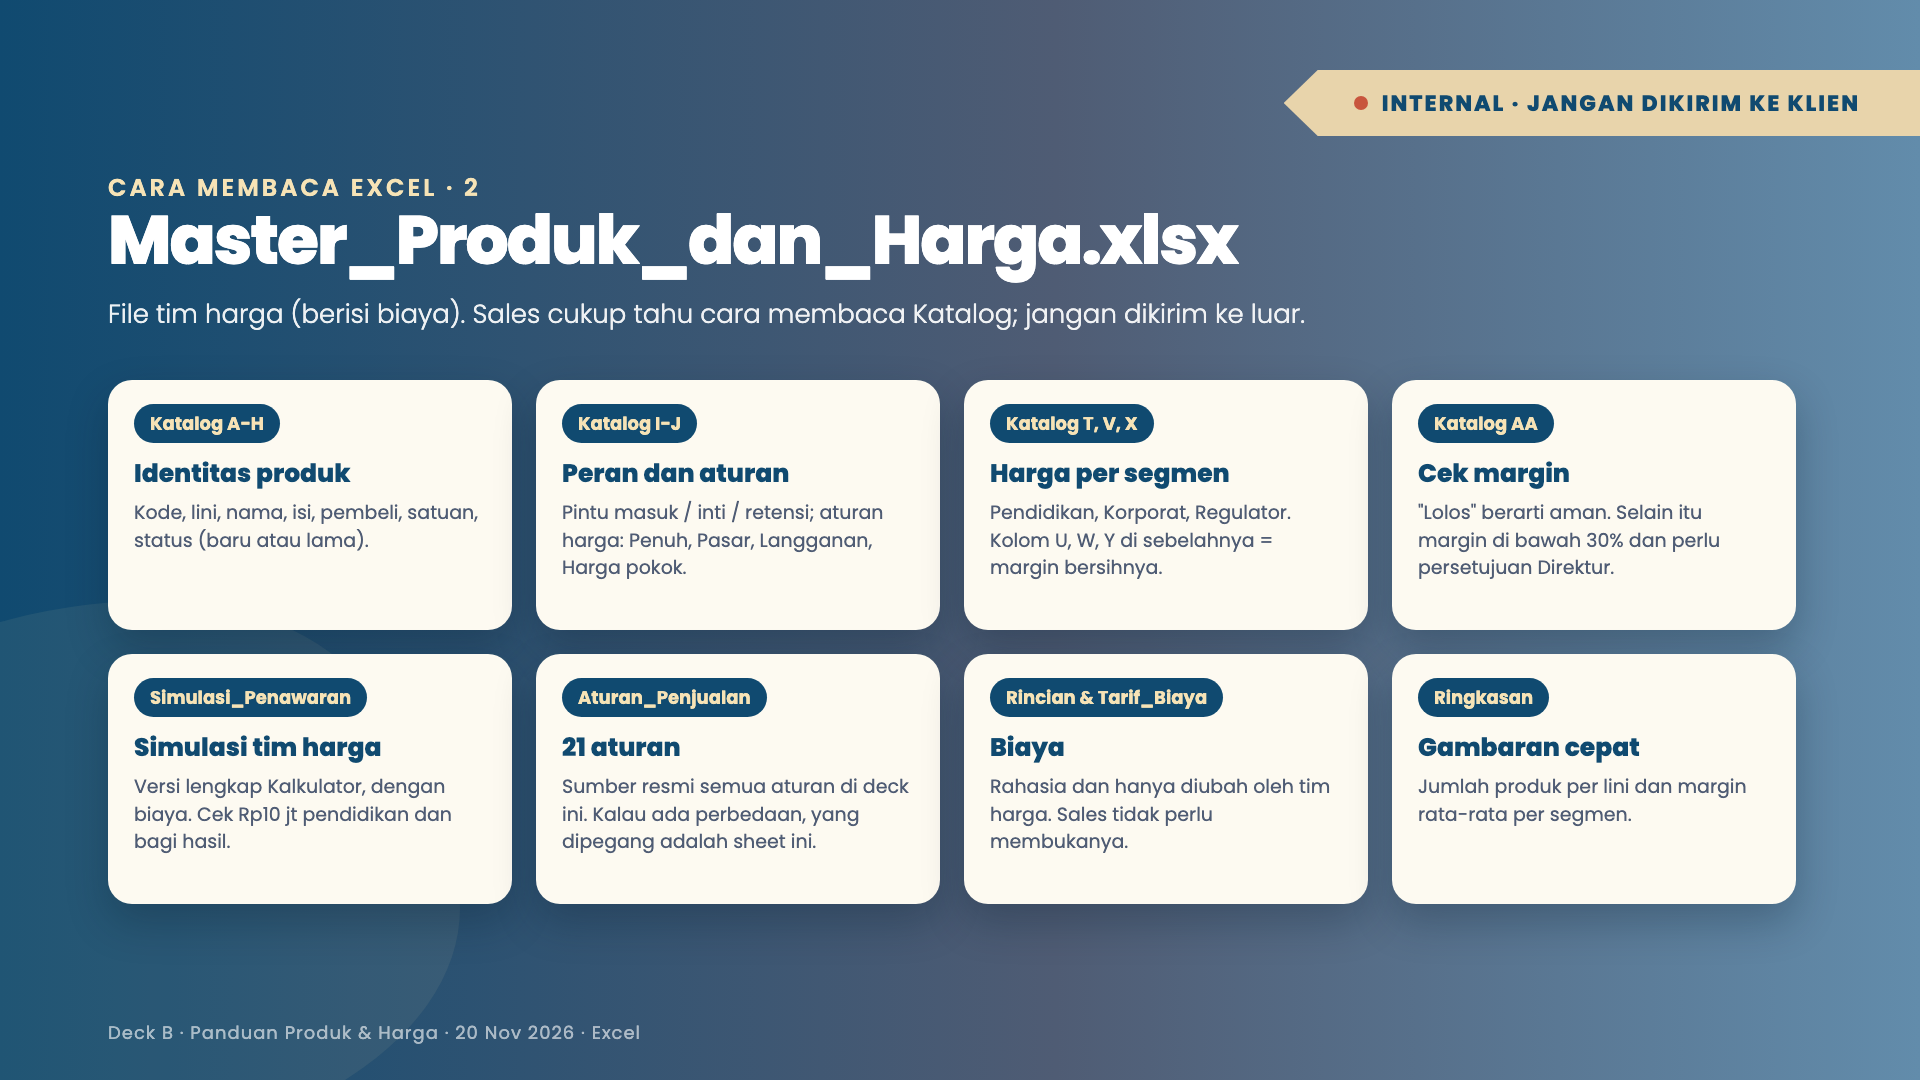 INTERNAL · JANGAN DIKIRIM KE KLIEN
CARA MEMBACA EXCEL · 2
Master_Produk_dan_Harga.xlsx
File tim harga (berisi biaya). Sales cukup tahu cara membaca Katalog; jangan dikirim ke luar.
Katalog A-H
Identitas produk
Kode, lini, nama, isi, pembeli, satuan,
status (baru atau lama).
Katalog I-J
Peran dan aturan
Pintu masuk / inti / retensi; aturan
harga: Penuh, Pasar, Langganan,
Harga pokok.
Katalog T, V, X
Harga per segmen
Pendidikan, Korporat, Regulator.
Kolom U, W, Y di sebelahnya =
margin bersihnya.
Katalog AA
Cek margin
"Lolos" berarti aman. Selain itu
margin di bawah 30% dan perlu
persetujuan Direktur.
Simulasi_Penawaran
Simulasi tim harga
Versi lengkap Kalkulator, dengan
biaya. Cek Rp10 jt pendidikan dan
bagi hasil.
Aturan_Penjualan
21 aturan
Sumber resmi semua aturan di deck
ini. Kalau ada perbedaan, yang
dipegang adalah sheet ini.
Rincian & Tarif_Biaya
Biaya
Rahasia dan hanya diubah oleh tim
harga. Sales tidak perlu
membukanya.
Ringkasan
Gambaran cepat
Jumlah produk per lini dan margin
rata-rata per segmen.
Deck B · Panduan Produk & Harga · 20 Nov 2026 · Excel